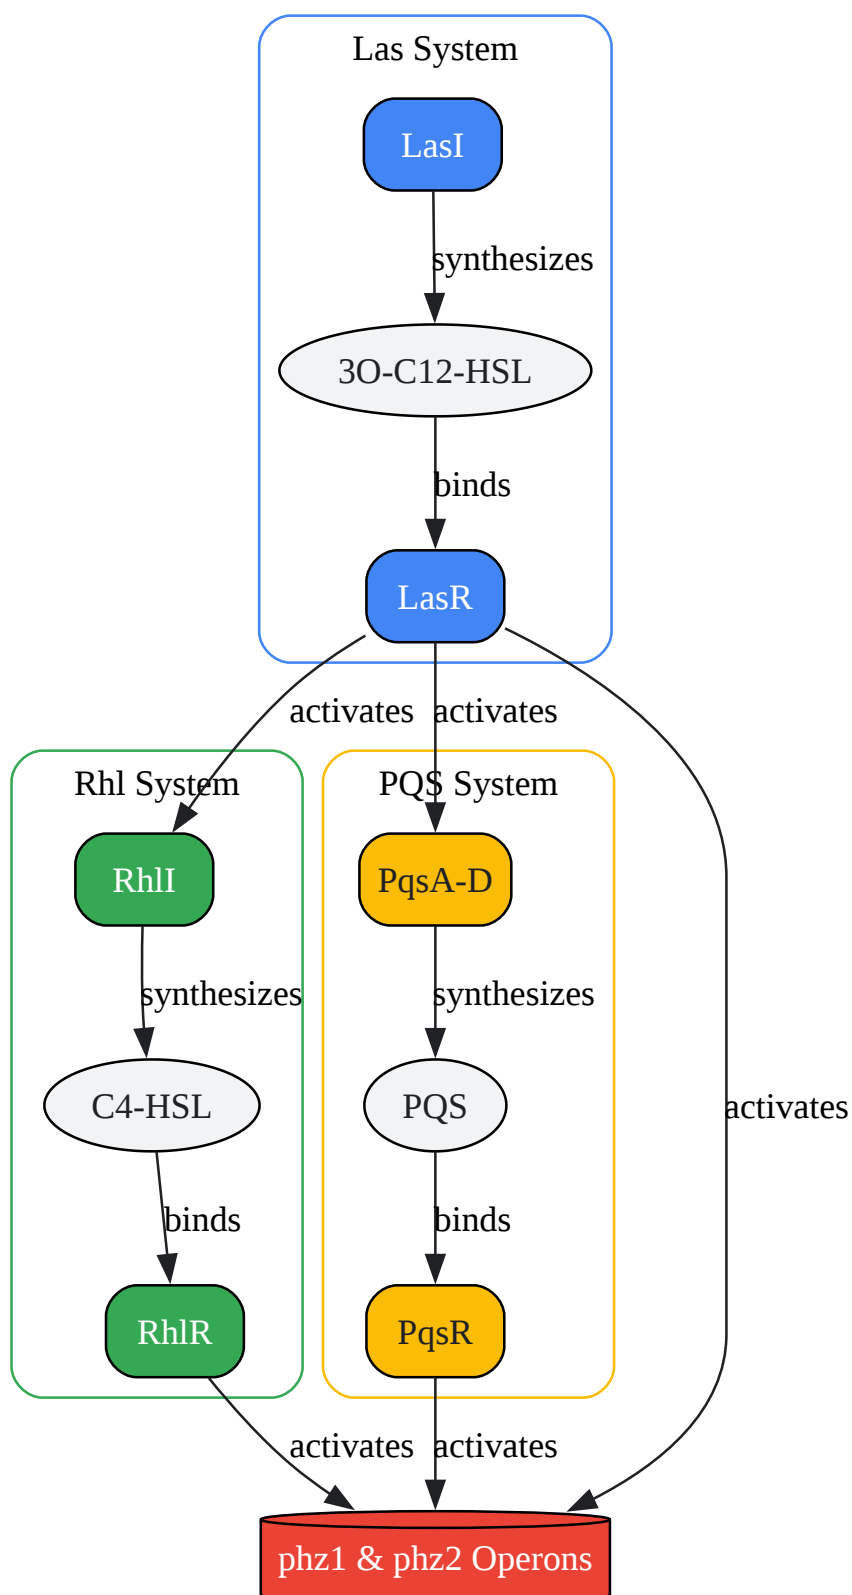 Las System
LasI
synthesizes
3O-C12-HSL
binds
LasR
activates
activates
Rhl System
PQS System
RhlI
PqsA-D
synthesizes
synthesizes
C4-HSL
PQS
activates
binds
binds
RhlR
PqsR
activates
activates
phz1 & phz2 Operons